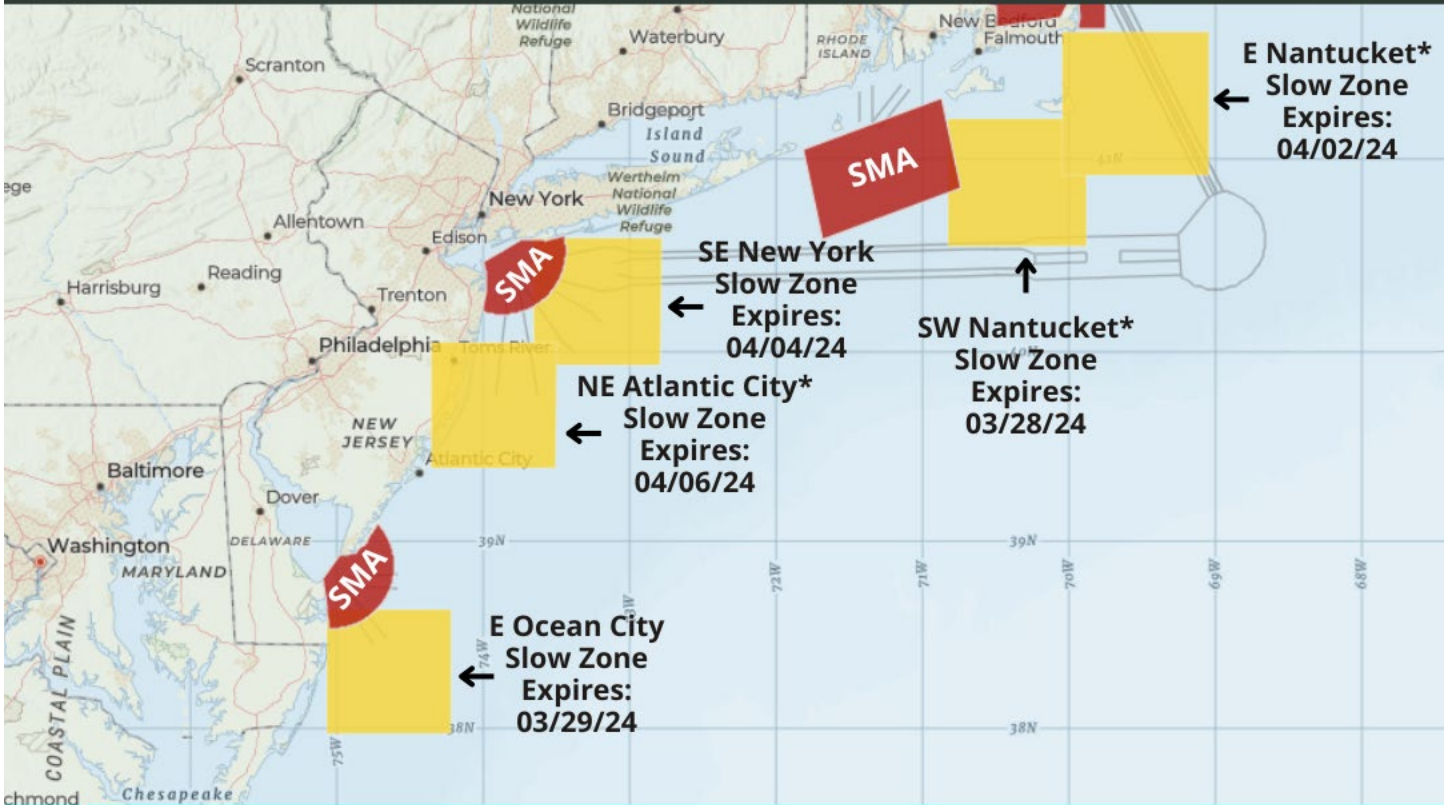 National
Wildlife
Refuge
Waterbury
RHODE
ISLAND
New Bedford
Falmouth
Scranton
E Nantucket*
Slow Zone
Expires:
04/02/24
Bridgeport
Island
Sound
SMA
41N
ege
Wertheim
National
Wildlife
Refuge
New York
Allentown
Edison
Reading
Harrisburg
Trenton
SMA
SE New York
Slow Zone
Expires:
04/04/24
SW Nantucket*
Slow Zone
Expires:
03/28/24
40N
Philadelphia
Toms River
NE Atlantic City*
Slow Zone
Expires:
04/06/24
NEW
JERSEY
Atlantic City
Baltimore
Dover
DELAWARE
Washington
MARYLAND
39N
39N
SMA
72W
71W
70W
69W
68W
74W
E Ocean City
Slow Zone
Expires:
03/29/24
COASTAL PLAIN
38N
38N
75W
chmond
Chesapeake